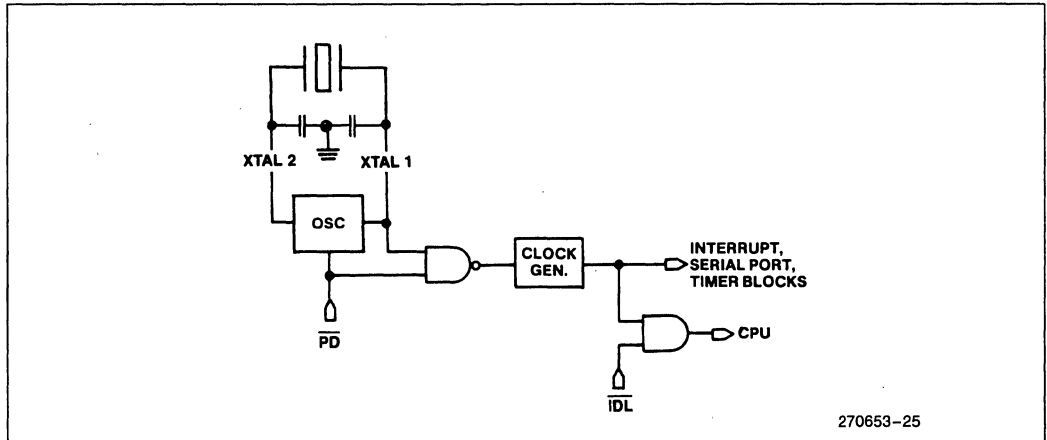 XTAL 2
XTAL 1
OSC
CLOCK
GEN.
INTERRUPT,
SERIAL PORT,
TIMER BLOCKS
PD
CPU
IDL
270653-25